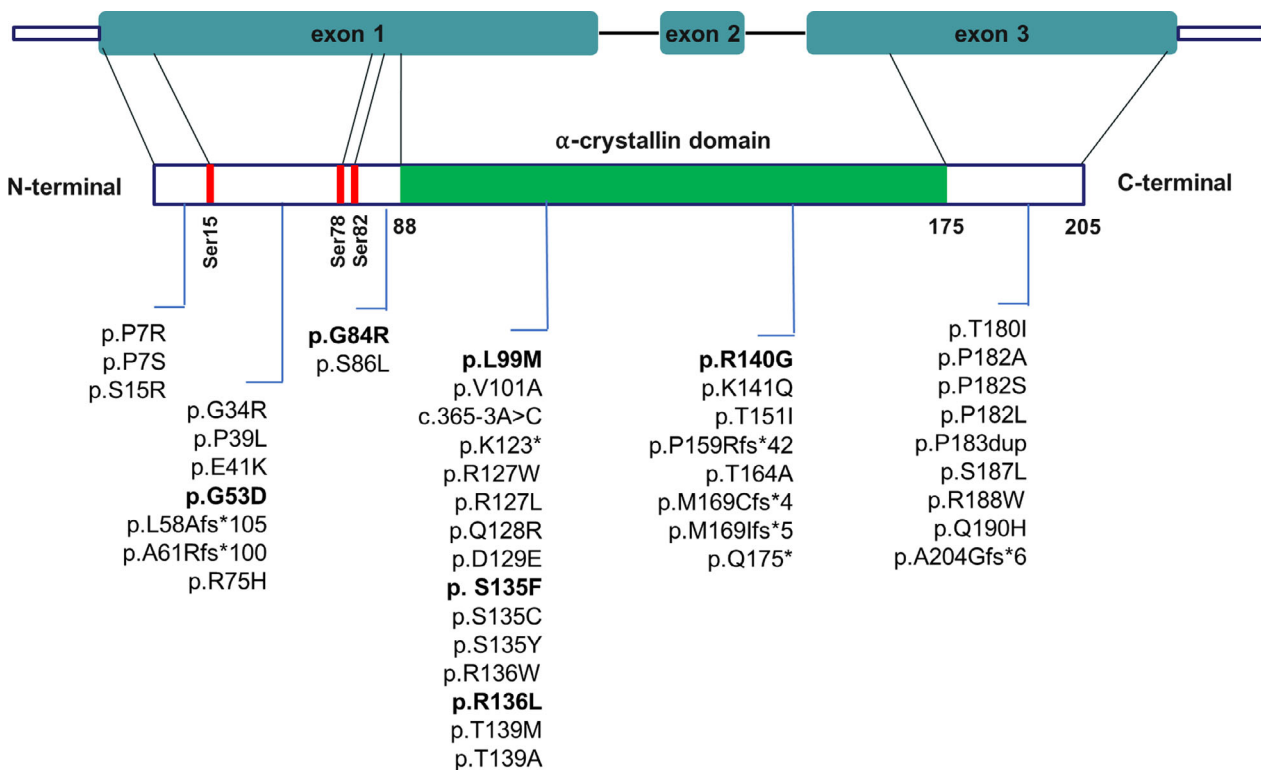 exon 1
exon 2
exon 3
α-crystallin domain
N-terminal
C-terminal
Ser15
Ser78
Ser82
88
175
205
p.P7R
p.P7S
p.S15R
p.G34R
p.P39L
p.E41K
p.G53D
p.L58Afs*105
p.A61Rfs*100
p.R75H
p.G84R
p.S86L
p.L99M
p.V101A
c.365-3A>C
p.K123*
p.R127W
p.R127L
p.Q128R
p.D129E
p. S135F
p.S135C
p.S135Y
p.R136W
p.R136L
p.T139M
p.T139A
p.R140G
p.K141Q
p.T151I
p.P159Rfs*42
p.T164A
p.M169Cfs*4
p.M169Ifs*5
p.Q175*
p.T180I
p.P182A
p.P182S
p.P182L
p.P183dup
p.S187L
p.R188W
p.Q190H
p.A204Gfs*6